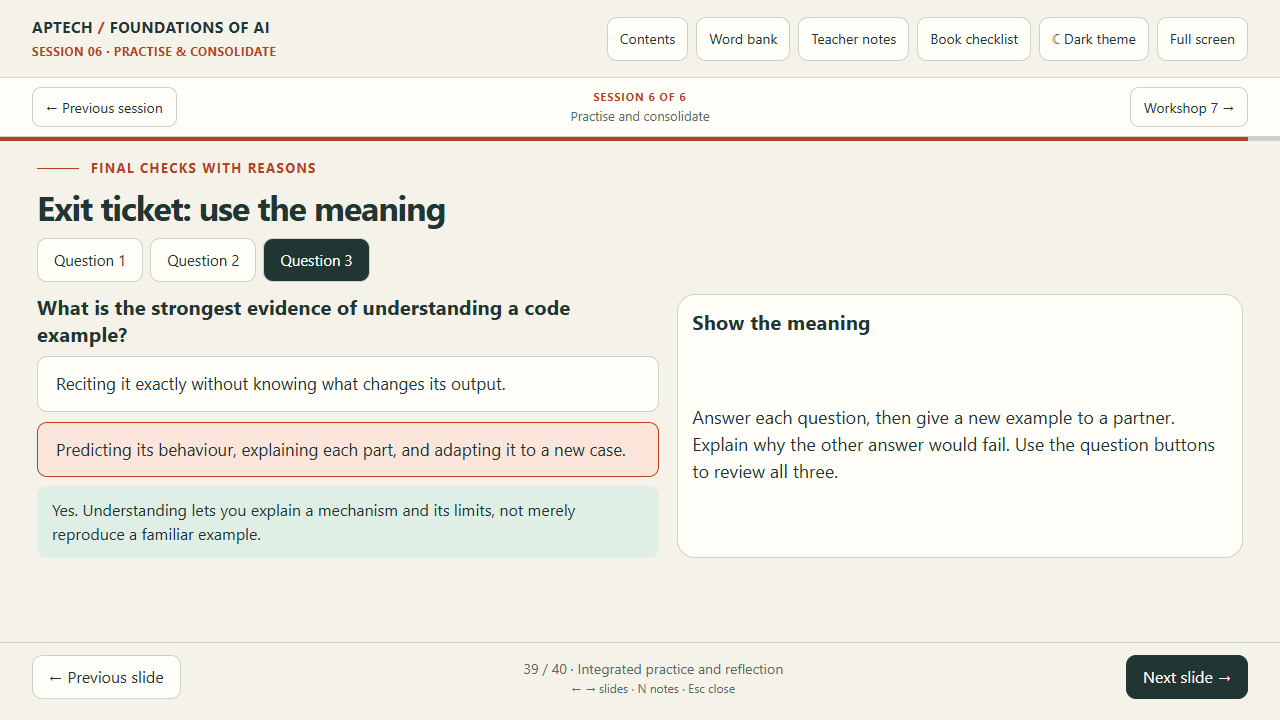 APTECH / FOUNDATIONS OF AI
SESSION 06 · PRACTISE & CONSOLIDATE
Contents
Word bank
Teacher notes
Book checklist
☾ Dark theme
Full screen
← Previous session
SESSION 6 OF 6
Practise and consolidate
Workshop 7 →
FINAL CHECKS WITH REASONS
Exit ticket: use the meaning
Question 1
Question 2
Question 3
What is the strongest evidence of understanding a code
example?
Reciting it exactly without knowing what changes its output.
Predicting its behaviour, explaining each part, and adapting it to a new case.
Yes. Understanding lets you explain a mechanism and its limits, not merely
reproduce a familiar example.
Show the meaning
Answer each question, then give a new example to a partner.
Explain why the other answer would fail. Use the question buttons
to review all three.
← Previous slide
39 / 40 · Integrated practice and reflection
← → slides · N notes · Esc close
Next slide →